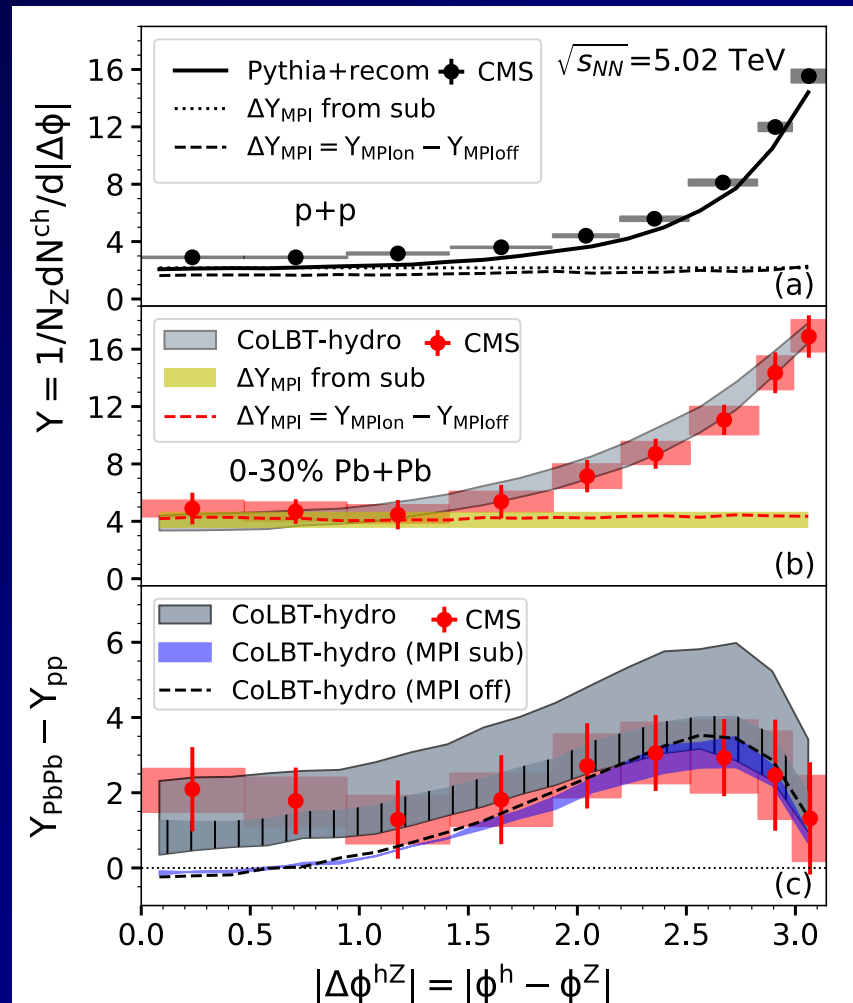 Pythia+recom CMS √s_NN=5.02 TeV
ΔY_MPI from sub
ΔY_MPI = Y_MPIon − Y_MPIoff
p+p
(a)
16
12
8
4
0
Y = 1/N_Z dN^ch/d|Δϕ|
CoLBT-hydro CMS
ΔY_MPI from sub
ΔY_MPI = Y_MPIon − Y_MPIoff
0-30% Pb+Pb
(b)
16
12
8
4
0
CoLBT-hydro CMS
CoLBT-hydro (MPI sub)
CoLBT-hydro (MPI off)
(c)
6
4
2
0
Y_PbPb − Y_pp
0.0 0.5 1.0 1.5 2.0 2.5 3.0
|Δϕ^hZ| = |ϕ^h − ϕ^Z|